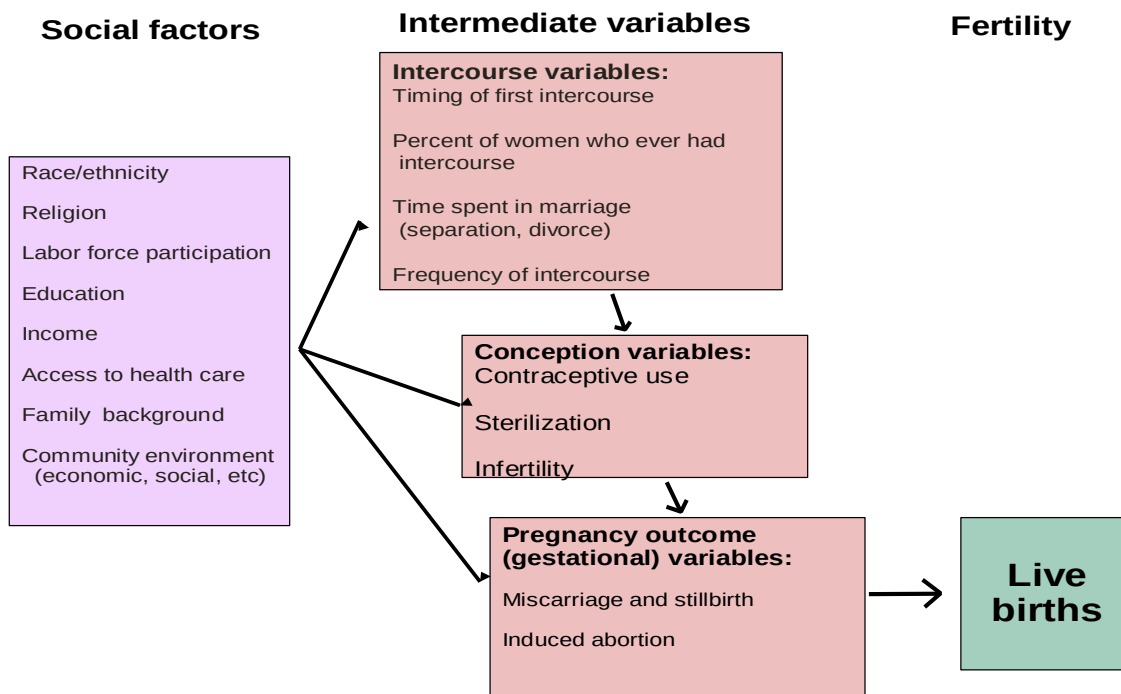 Social factors
Intermediate variables
Fertility
Race/ethnicity
Religion
Labor force participation
Education
Income
Access to health care
Family background
Community environment
(economic, social, etc)
Intercourse variables:
Timing of first intercourse
Percent of women who ever had
intercourse
Time spent in marriage
(separation, divorce)
Frequency of intercourse
Conception variables:
Contraceptive use
Sterilization
Infertility
Pregnancy outcome
(gestational) variables:
Miscarriage and stillbirth
Induced abortion
Live
births